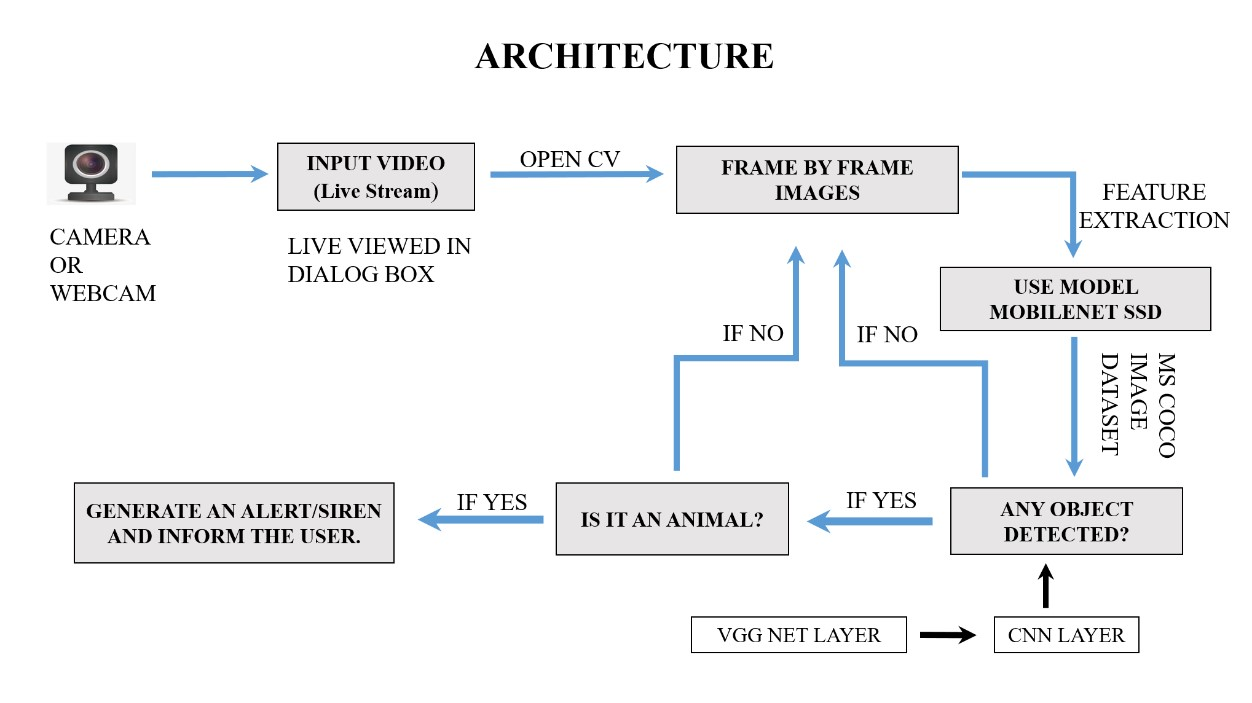 ARCHITECTURE
INPUT VIDEO
(Live Stream)
OPEN CV
FRAME BY FRAME
IMAGES
FEATURE
EXTRACTION
CAMERA
OR
WEBCAM
LIVE VIEWED IN
DIALOG BOX
USE MODEL
MOBILENET SSD
IF NO
IF NO
MS COCO
IMAGE
DATASET
GENERATE AN ALERT/SIREN
AND INFORM THE USER.
IF YES
IS IT AN ANIMAL?
IF YES
ANY OBJECT
DETECTED?
VGG NET LAYER
CNN LAYER